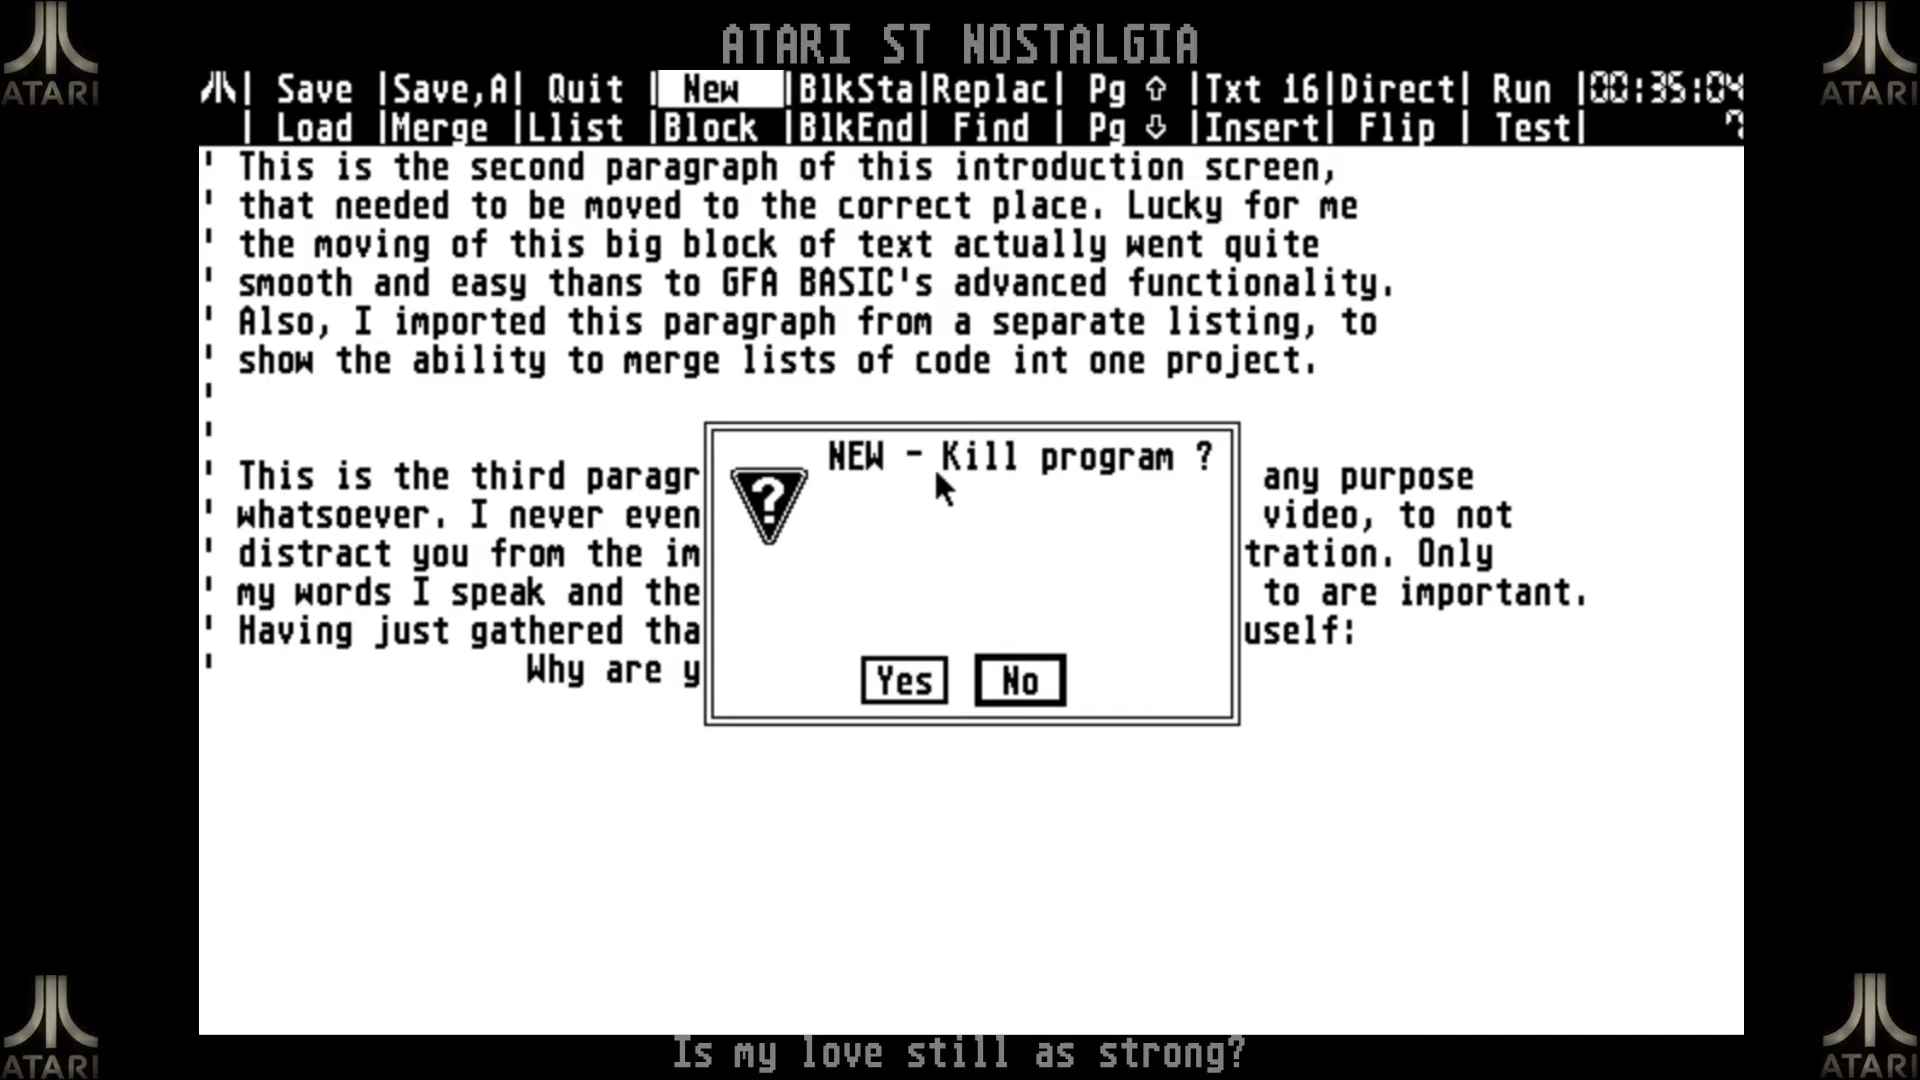 ATARI ST NOSTALGIA
ATARI
ATARI
Save |Save,A| Quit | New |BlkSta|Replac| Pg ⇧ |Txt 16|Direct| Run |00:35:04
Load |Merge |Llist |Block |BlkEnd| Find | Pg ⇩ |Insert| Flip | Test| 7
' This is the second paragraph of this introduction screen,
' that needed to be moved to the correct place. Lucky for me
' the moving of this big block of text actually went quite
' smooth and easy thans to GFA BASIC's advanced functionality.
' Also, I imported this paragraph from a separate listing, to
' show the ability to merge lists of code int one project.
'
'
NEW - Kill program ?
?
Yes No
' This is the third paragr any purpose
' whatsoever. I never even video, to not
' distract you from the im tration. Only
' my words I speak and the to are important.
' Having just gathered tha uself:
' Why are y
Is my love still as strong?
ATARI
ATARI